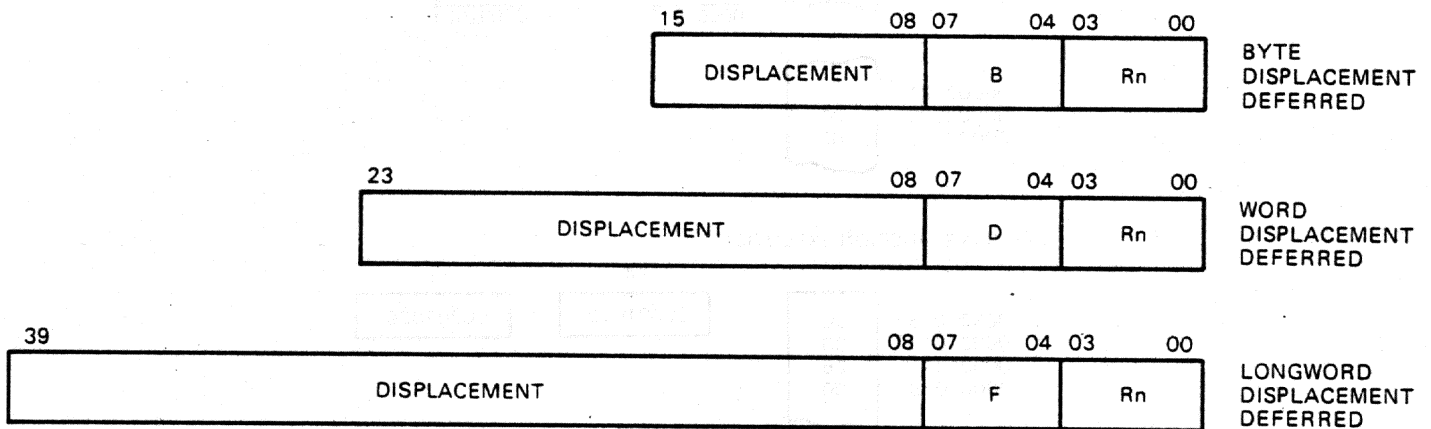 15 08 07 04 03 00
DISPLACEMENT B Rn
BYTE
DISPLACEMENT
DEFERRED
23 08 07 04 03 00
DISPLACEMENT D Rn
WORD
DISPLACEMENT
DEFERRED
39 08 07 04 03 00
DISPLACEMENT F Rn
LONGWORD
DISPLACEMENT
DEFERRED